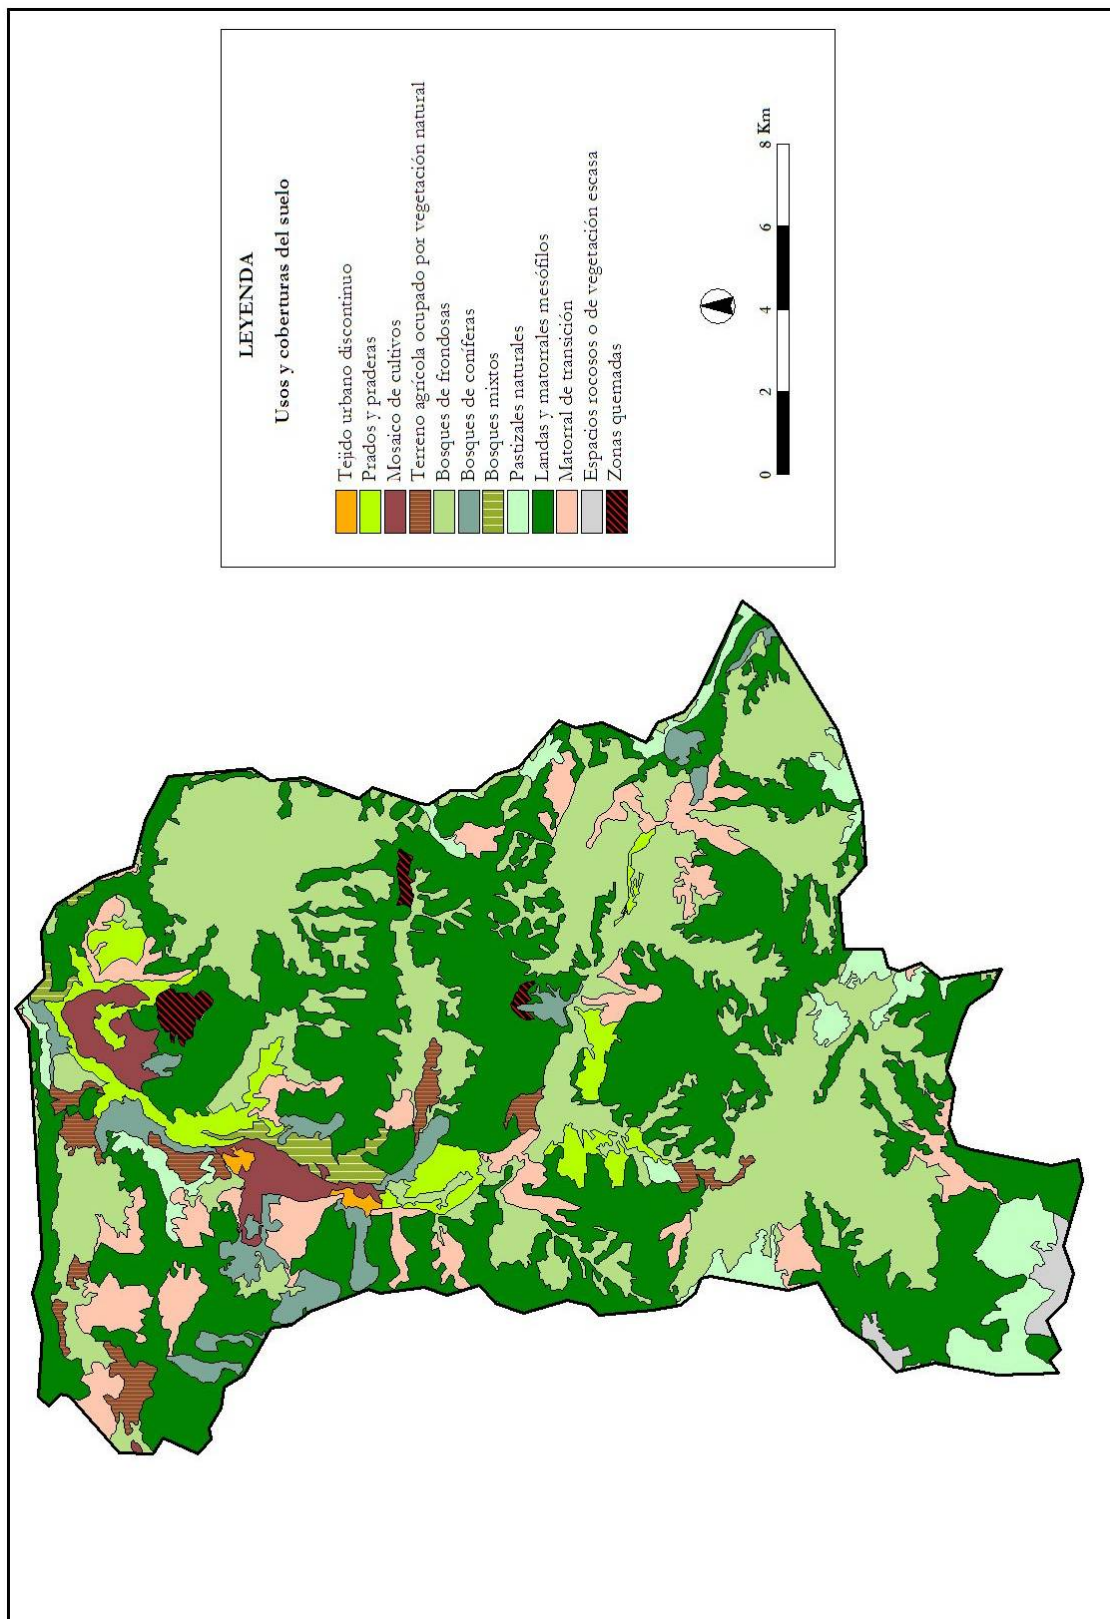 LEYENDA
Usos y coberturas del suelo
Tejido urbano discontinuo
Prados y praderas
Mosaico de cultivos
Terreno agrícola ocupado por vegetación natural
Bosques de frondosas
Bosques de coníferas
Bosques mixtos
Pastizales naturales
Landas y matorrales mesófilos
Matorral de transición
Espacios rocosos o de vegetación escasa
Zonas quemadas
0 2 4 6 8 Km